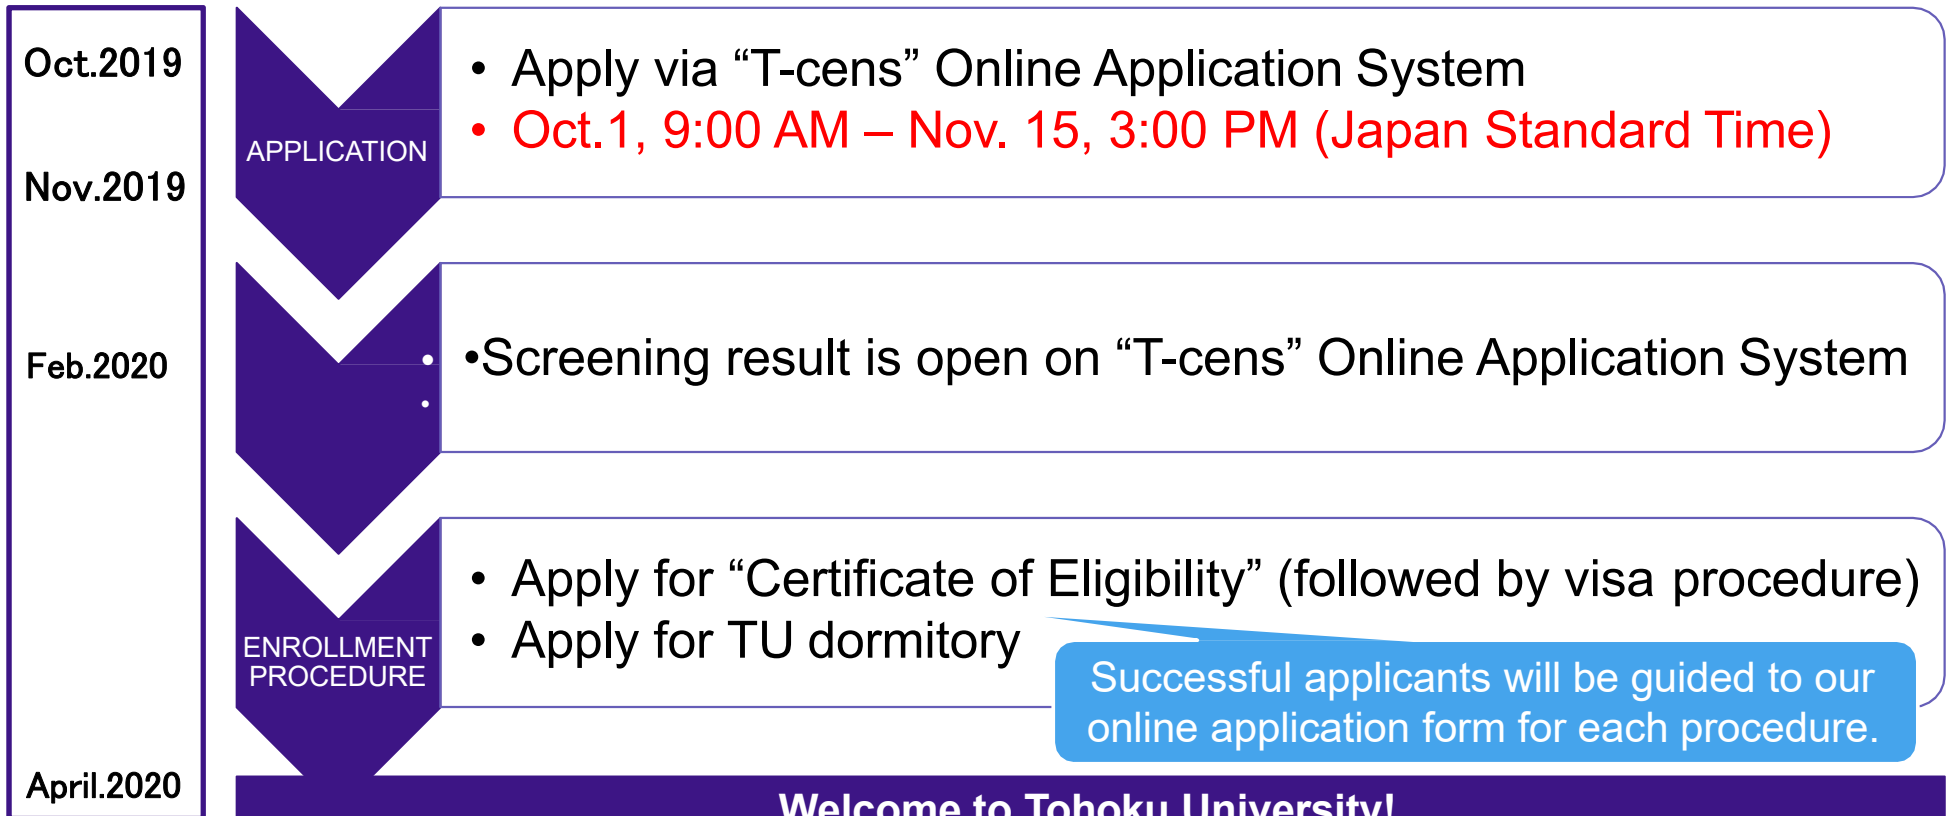 Oct.2019
Nov.2019
Feb.2020
April.2020
APPLICATION
• Apply via “T-cens” Online Application System
• Oct.1, 9:00 AM – Nov. 15, 3:00 PM (Japan Standard Time)
•Screening result is open on “T-cens” Online Application System
ENROLLMENT
PROCEDURE
• Apply for “Certificate of Eligibility” (followed by visa procedure)
• Apply for TU dormitory
Successful applicants will be guided to our
online application form for each procedure.
Welcome to Tohoku University!